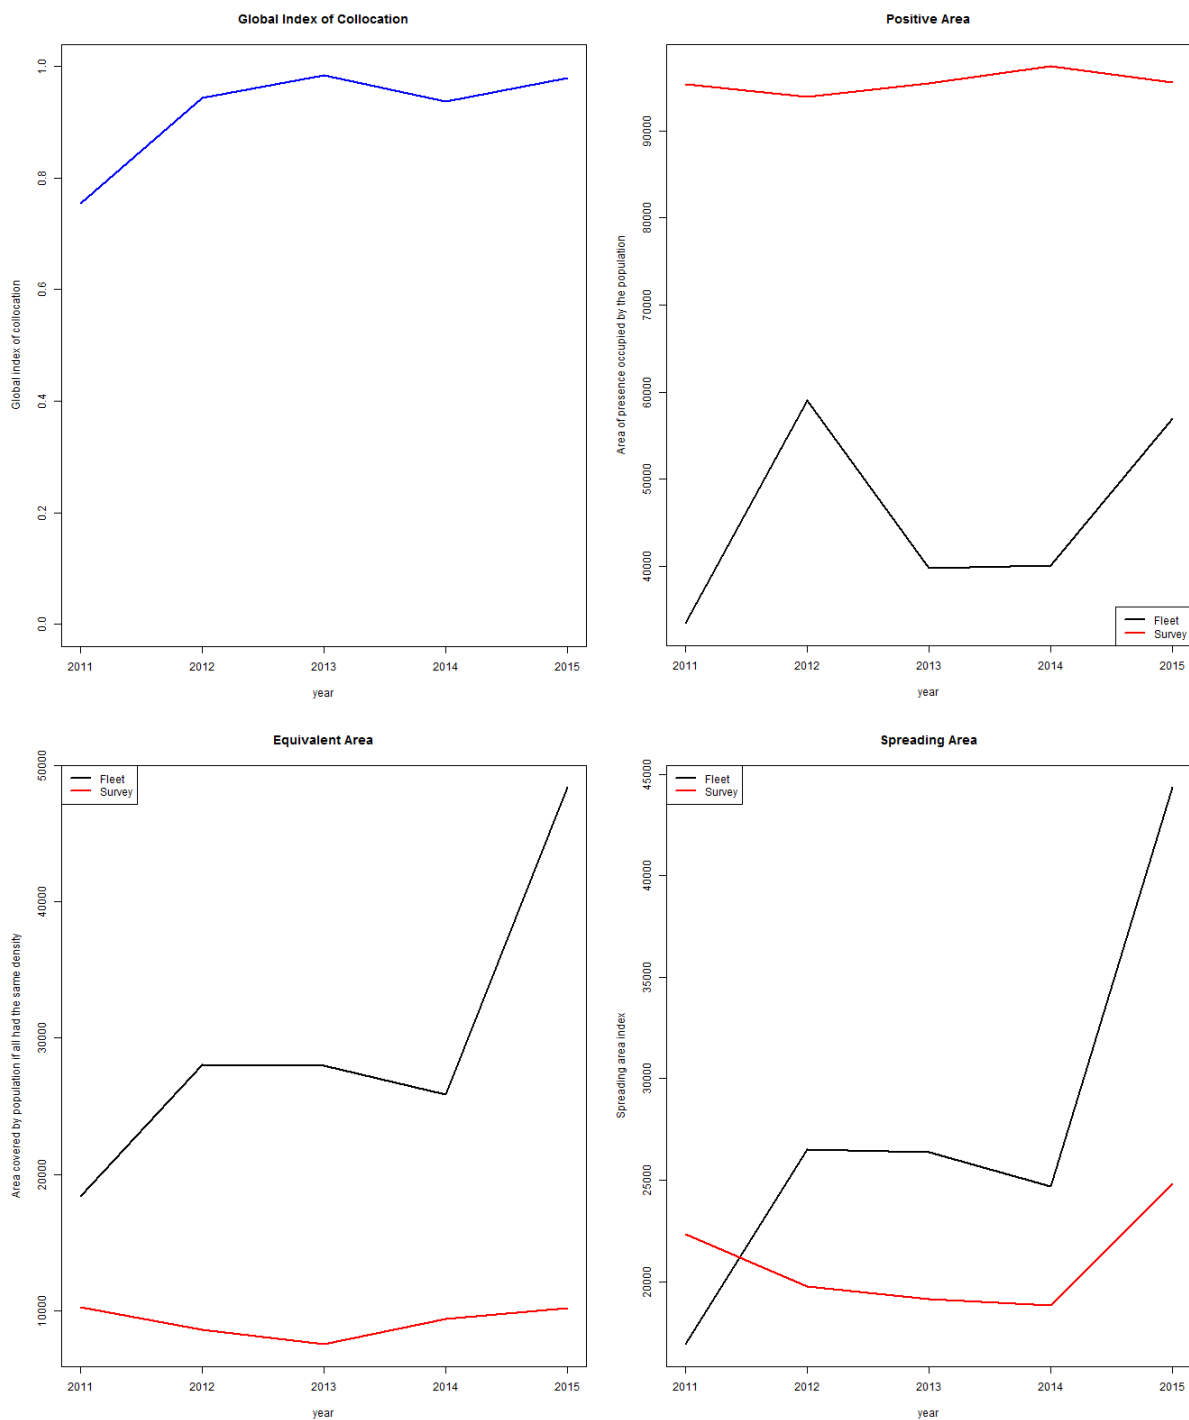 Global Index of Collocation
Global index of collocation
1.0
0.8
0.6
0.4
0.2
0.0
2011 2012 2013 2014 2015
year
Positive Area
Area of presence occupied by the population
90000
80000
70000
60000
50000
40000
Fleet
Survey
2011 2012 2013 2014 2015
year
Equivalent Area
Area covered by population if all had the same density
50000
40000
30000
20000
10000
Fleet
Survey
2011 2012 2013 2014 2015
year
Spreading Area
Spreading area index
45000
40000
35000
30000
25000
20000
Fleet
Survey
2011 2012 2013 2014 2015
year